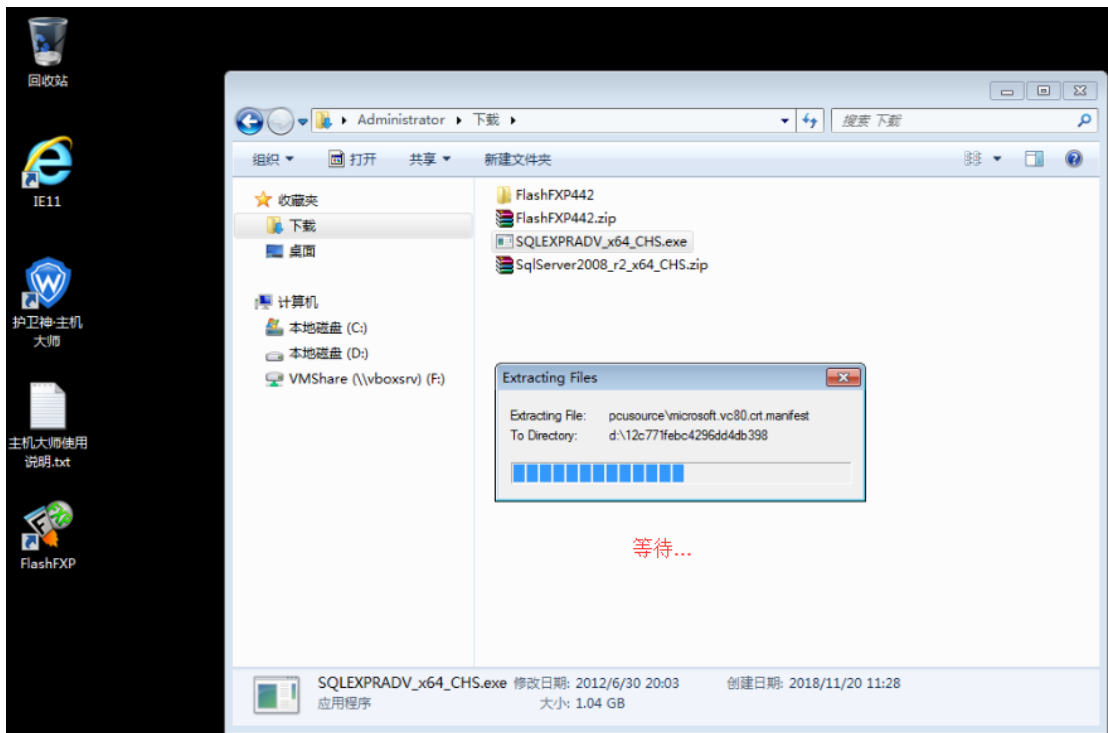 回收站
IE11
护卫神·主机
大师
主机大师使用
说明.txt
FlashFXP
Administrator
下载
搜索 下载
组织
打开
共享
新建文件夹
收藏夹
下载
桌面
计算机
本地磁盘 (C:)
本地磁盘 (D:)
VMShare (\\vboxsrv) (F:)
FlashFXP442
FlashFXP442.zip
SQLEXPRADV_x64_CHS.exe
SqlServer2008_r2_x64_CHS.zip
Extracting Files
Extracting File: pcusource\microsoft.vc80.crt.manifest
To Directory: d:\12c771febc4296dd4db398
等待...
SQLEXPRADV_x64_CHS.exe 修改日期: 2012/6/30 20:03 创建日期: 2018/11/20 11:28
应用程序 大小: 1.04 GB